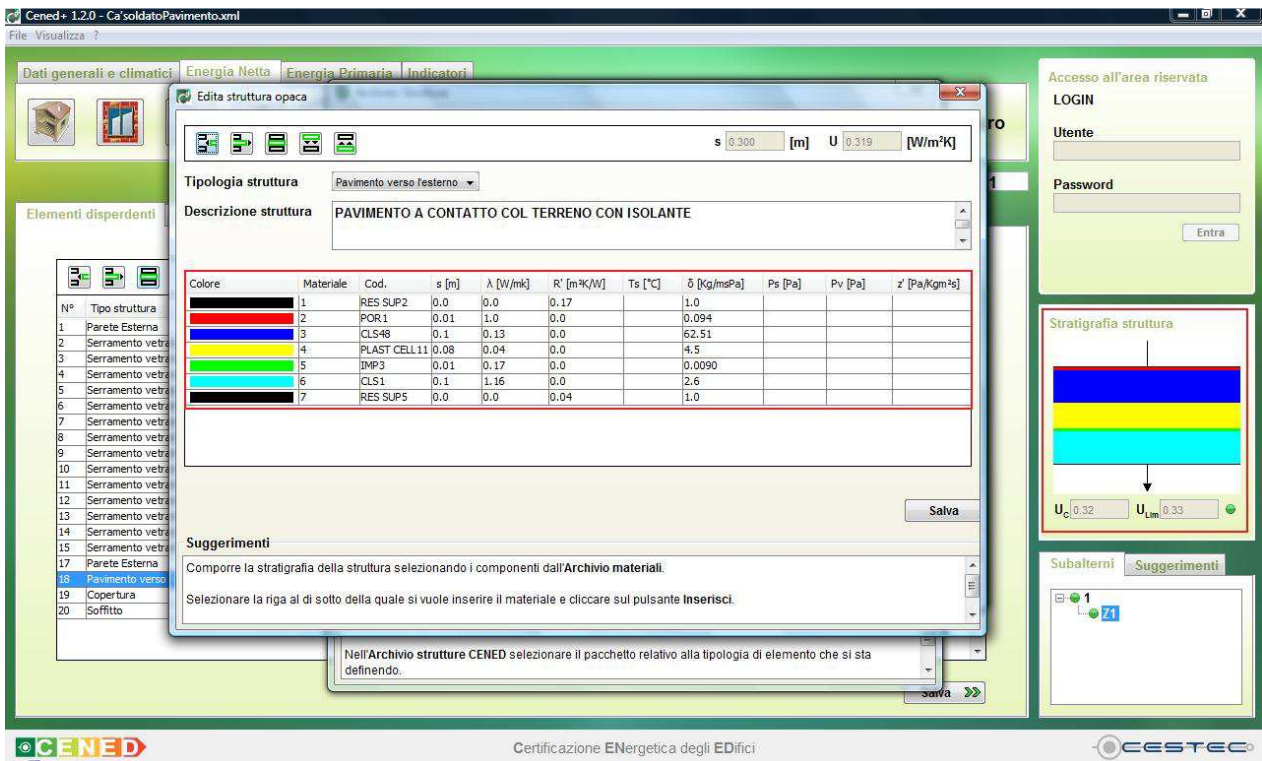 Cened+ 1.2.0 - Ca'soldatoPavimento.xml
File Visualizza ?
Dati generali e climatici Energia Netta Energia Primaria Indicatori
Edita struttura opaca
ro
s 0.300 [m] U 0.319 [W/m²K]
Tipologia struttura Pavimento verso l'esterno
1
Descrizione struttura PAVIMENTO A CONTATTO COL TERRENO CON ISOLANTE
Elementi disperdenti
Colore Materiale Cod. s [m] λ [W/mk] R' [m²K/W] Ts [°C] δ [Kg/msPa] Ps [Pa] Pv [Pa] z' [Pa/Kgm²s]
1 RES SUP2 0.0 0.0 0.17 1.0
2 POR1 0.01 1.0 0.0 0.094
3 CLS48 0.1 0.13 0.0 62.51
4 PLAST CELL11 0.08 0.04 0.0 4.5
5 IMP3 0.01 0.17 0.0 0.0090
6 CLS1 0.1 1.16 0.0 2.6
7 RES SUP5 0.0 0.0 0.04 1.0
Salva
Suggerimenti
Comporre la stratigrafia della struttura selezionando i componenti dall'Archivio materiali.
Selezionare la riga al di sotto della quale si vuole inserire il materiale e cliccare sul pulsante Inserisci.
N° Tipo struttura
1 Parete Esterna
2 Serramento vetra
3 Serramento vetra
4 Serramento vetra
5 Serramento vetra
6 Serramento vetra
7 Serramento vetra
8 Serramento vetra
9 Serramento vetra
10 Serramento vetra
11 Serramento vetra
12 Serramento vetra
13 Serramento vetra
14 Serramento vetra
15 Serramento vetra
17 Parete Esterna
18 Pavimento verso
19 Copertura
20 Soffitto
Nell'Archivio strutture CENED selezionare il pacchetto relativo alla tipologia di elemento che si sta
definendo.
Salva
Accesso all'area riservata
LOGIN
Utente
Password
Entra
Stratigrafia struttura
Uc 0.32 ULim 0.33
Subalterni Suggerimenti
1
Z1
CENED
Certificazione ENergetica degli EDifici
CESTEC